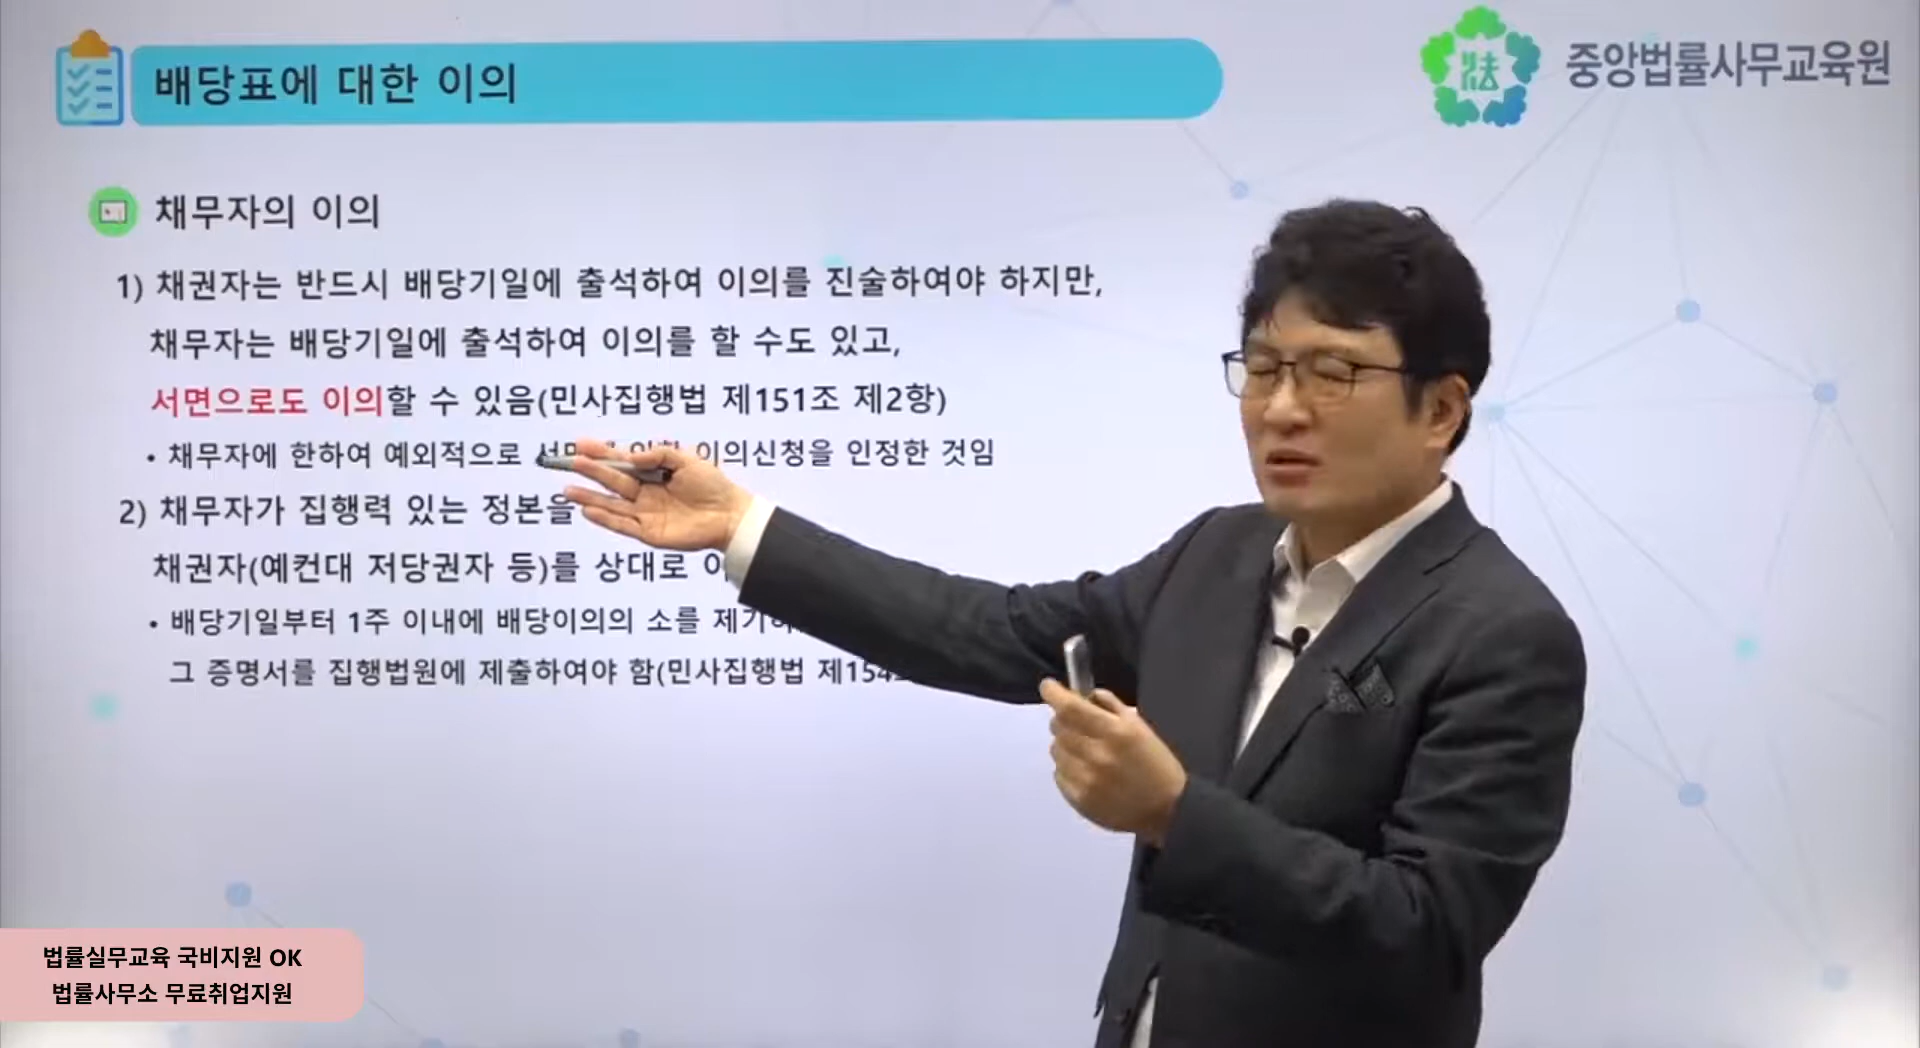 배당표에 대한 이의
중앙법률사무교육원
채무자의 이의
1) 채권자는 반드시 배당기일에 출석하여 이의를 진술하여야 하지만,
채무자는 배당기일에 출석하여 이의를 할 수도 있고,
서면으로도 이의할 수 있음(민사집행법 제151조 제2항)
• 채무자에 한하여 예외적으로 이의신청을 인정한 것임
2) 채무자가 집행력 있는 정본을
채권자(예컨대 저당권자 등)를 상대로
• 배당기일부터 1주 이내에 배당이의의 소를
그 증명서를 집행법원에 제출하여야 함(민사집행법 제154
법률실무교육 국비지원 OK
법률사무소 무료취업지원